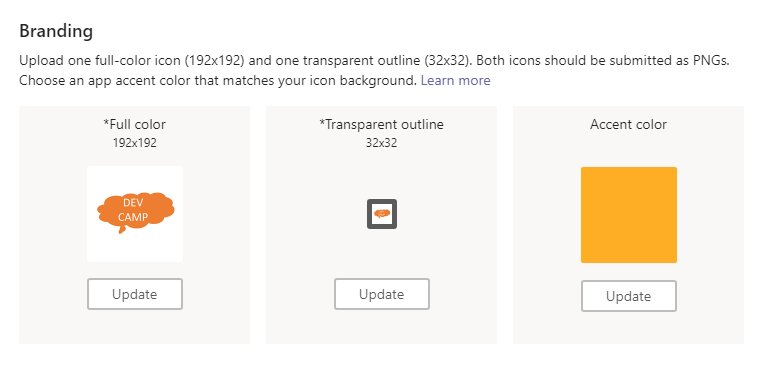 Branding
Upload one full-color icon (192x192) and one transparent outline (32x32). Both icons should be submitted as PNGs.
Choose an app accent color that matches your icon background. Learn more
*Full color
192x192
DEV
CAMP
Update
*Transparent outline
32x32
Update
Accent color
Update